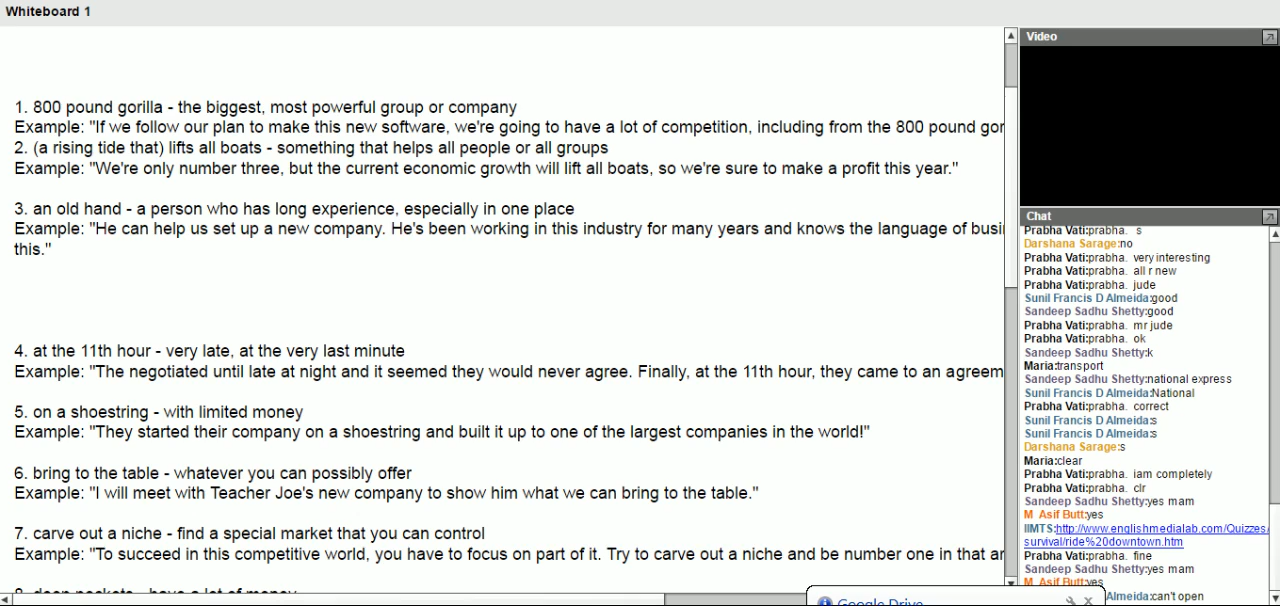 Whiteboard 1
1. 800 pound gorilla - the biggest, most powerful group or company
Example: "If we follow our plan to make this new software, we're going to have a lot of competition, including from the 800 pound gor
2. (a rising tide that) lifts all boats - something that helps all people or all groups
Example: "We're only number three, but the current economic growth will lift all boats, so we're sure to make a profit this year."
3. an old hand - a person who has long experience, especially in one place
Example: "He can help us set up a new company. He's been working in this industry for many years and knows the language of busi
this."
4. at the 11th hour - very late, at the very last minute
Example: "The negotiated until late at night and it seemed they would never agree. Finally, at the 11th hour, they came to an agreem
5. on a shoestring - with limited money
Example: "They started their company on a shoestring and built it up to one of the largest companies in the world!"
6. bring to the table - whatever you can possibly offer
Example: "I will meet with Teacher Joe's new company to show him what we can bring to the table."
7. carve out a niche - find a special market that you can control
Example: "To succeed in this competitive world, you have to focus on part of it. Try to carve out a niche and be number one in that ar
8. deep pockets - have a lot of money
Video
Chat
Prabha Vati:prabha. s
Darshana Sarage:no
Prabha Vati:prabha. very interesting
Prabha Vati:prabha. all r new
Prabha Vati:prabha. jude
Sunil Francis D Almeida:good
Sandeep Sadhu Shetty:good
Prabha Vati:prabha. mr jude
Prabha Vati:prabha. ok
Sandeep Sadhu Shetty:k
Maria:transport
Sandeep Sadhu Shetty:national express
Sunil Francis D Almeida:National
Prabha Vati:prabha. correct
Sunil Francis D Almeida:s
Sunil Francis D Almeida:s
Darshana Sarage:s
Maria:clear
Prabha Vati:prabha. iam completely
Prabha Vati:prabha. clr
Sandeep Sadhu Shetty:yes mam
M Asif Butt:yes
IIMTS:http://www.englishmedialab.com/Quizzes/
survival/ride%20downtown.htm
Prabha Vati:prabha. fine
Sandeep Sadhu Shetty:yes mam
M Asif Butt:yes
Almeida:can't open
Google Drive